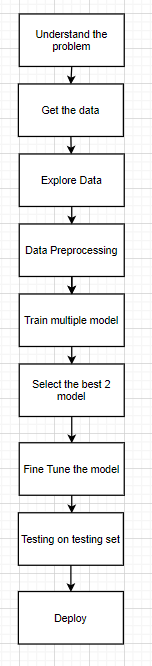 Understand the
problem
Get the data
Explore Data
Data Preprocessing
Train multiple model
Select the best 2
model
Fine Tune the model
Testing on testing set
Deploy